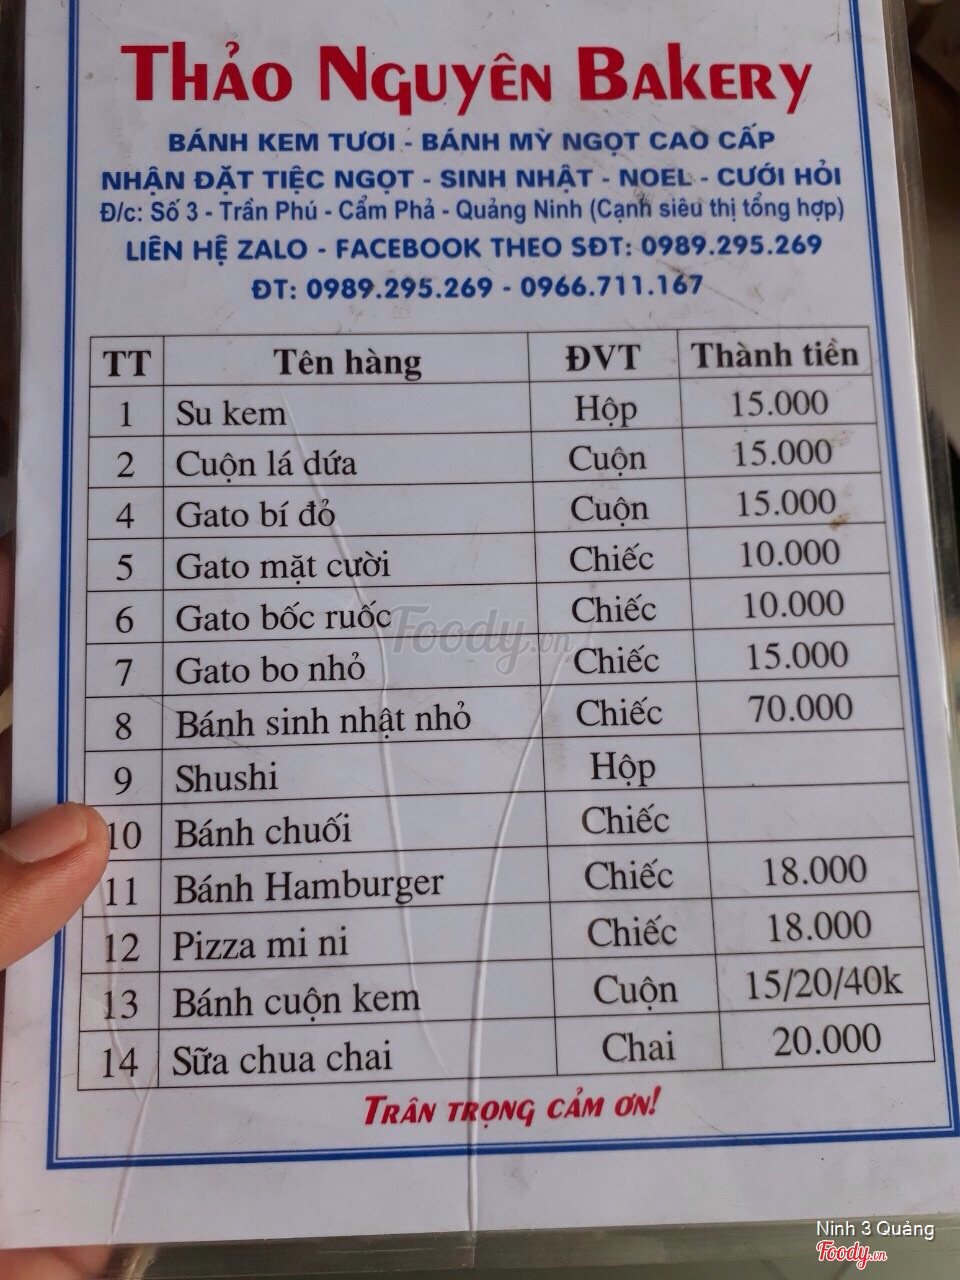 Thảo Nguyên Bakery
BÁNH KEM TƯƠI - BÁNH MỲ NGỌT CAO CẤP
NHẬN ĐẶT TIỆC NGỌT - SINH NHẬT - NOEL - CƯỚI HỎI
Đ/c: Số 3 - Trần Phú - Cẩm Phả - Quảng Ninh (Cạnh siêu thị tổng hợp)
LIÊN HỆ ZALO - FACEBOOK THEO SĐT: 0989.295.269
ĐT: 0989.295.269 - 0966.711.167
TT Tên hàng ĐVT Thành tiền
1 Su kem Hộp 15.000
2 Cuộn lá dứa Cuộn 15.000
4 Gato bí đỏ Cuộn 15.000
5 Gato mặt cười Chiếc 10.000
6 Gato bốc ruốc Chiếc 10.000
7 Gato bo nhỏ Chiếc 15.000
8 Bánh sinh nhật nhỏ Chiếc 70.000
9 Shushi Hộp
10 Bánh chuối Chiếc
11 Bánh Hamburger Chiếc 18.000
12 Pizza mi ni Chiếc 18.000
13 Bánh cuộn kem Cuộn 15/20/40k
14 Sữa chua chai Chai 20.000
TRÂN TRỌNG CẢM ƠN!
Foody.vn
Ninh 3 Quảng
Foody.vn